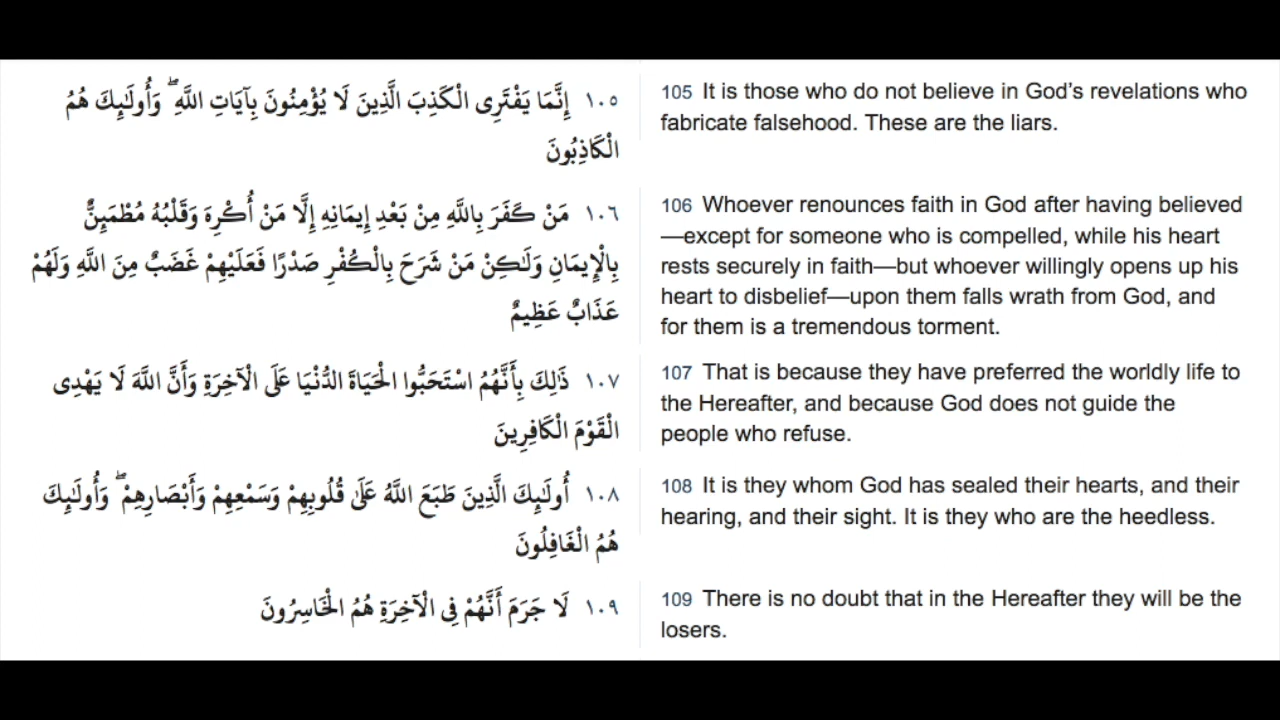 ١٠٥ إِنَّمَا يَفْتَرِى الْكَذِبَ الَّذِينَ لَا يُؤْمِنُونَ بِآيَاتِ اللَّهِ ۖ وَأُولَٰئِكَ هُمُ
الْكَاذِبُونَ
105 It is those who do not believe in God’s revelations who
fabricate falsehood. These are the liars.
١٠٦ مَنْ كَفَرَ بِاللَّهِ مِنْ بَعْدِ إِيمَانِهِ إِلَّا مَنْ أُكْرِهَ وَقَلْبُهُ مُطْمَئِنٌّ
بِالْإِيمَانِ وَلَٰكِنْ مَنْ شَرَحَ بِالْكُفْرِ صَدْرًا فَعَلَيْهِمْ غَضَبٌ مِنَ اللَّهِ وَلَهُمْ
عَذَابٌ عَظِيمٌ
106 Whoever renounces faith in God after having believed
—except for someone who is compelled, while his heart
rests securely in faith—but whoever willingly opens up his
heart to disbelief—upon them falls wrath from God, and
for them is a tremendous torment.
١٠٧ ذَٰلِكَ بِأَنَّهُمُ اسْتَحَبُّوا الْحَيَاةَ الدُّنْيَا عَلَى الْآخِرَةِ وَأَنَّ اللَّهَ لَا يَهْدِى
الْقَوْمَ الْكَافِرِينَ
107 That is because they have preferred the worldly life to
the Hereafter, and because God does not guide the
people who refuse.
١٠٨ أُولَٰئِكَ الَّذِينَ طَبَعَ اللَّهُ عَلَىٰ قُلُوبِهِمْ وَسَمْعِهِمْ وَأَبْصَارِهِمْ ۖ وَأُولَٰئِكَ
هُمُ الْغَافِلُونَ
108 It is they whom God has sealed their hearts, and their
hearing, and their sight. It is they who are the heedless.
١٠٩ لَا جَرَمَ أَنَّهُمْ فِى الْآخِرَةِ هُمُ الْخَاسِرُونَ
109 There is no doubt that in the Hereafter they will be the
losers.